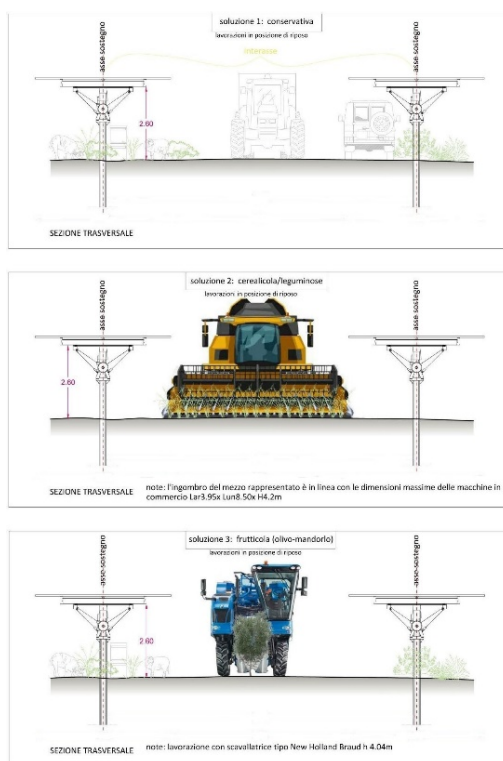 soluzione 1: conservativa
lavorazioni in posizione di riposo
asse sostegno
interasse
asse sostegno
2.60
SEZIONE TRASVERSALE
soluzione 2: cerealicola/leguminose
lavorazioni in posizione di riposo
asse sostegno
asse sostegno
2.60
SEZIONE TRASVERSALE
note: l'ingombro del mezzo rappresentato è in linea con le dimensioni massime delle macchine in
commercio Lar3.95x Lun8.50x H4.2m
soluzione 3: frutticola (olivo-mandorlo)
lavorazioni in posizione di riposo
asse sostegno
asse sostegno
2.60
SEZIONE TRASVERSALE
note: lavorazione con scavallatrice tipo New Holland Braud h 4.04m